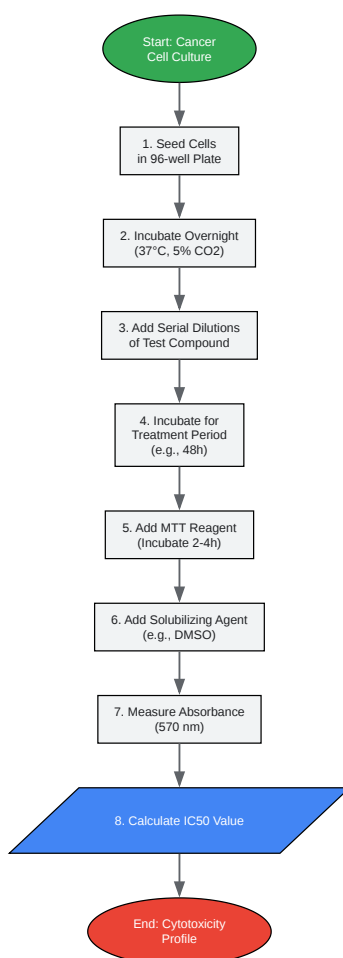 Start: Cancer
Cell Culture
1. Seed Cells
in 96-well Plate
2. Incubate Overnight
(37°C, 5% CO2)
3. Add Serial Dilutions
of Test Compound
4. Incubate for
Treatment Period
(e.g., 48h)
5. Add MTT Reagent
(Incubate 2-4h)
6. Add Solubilizing Agent
(e.g., DMSO)
7. Measure Absorbance
(570 nm)
8. Calculate IC50 Value
End: Cytotoxicity
Profile